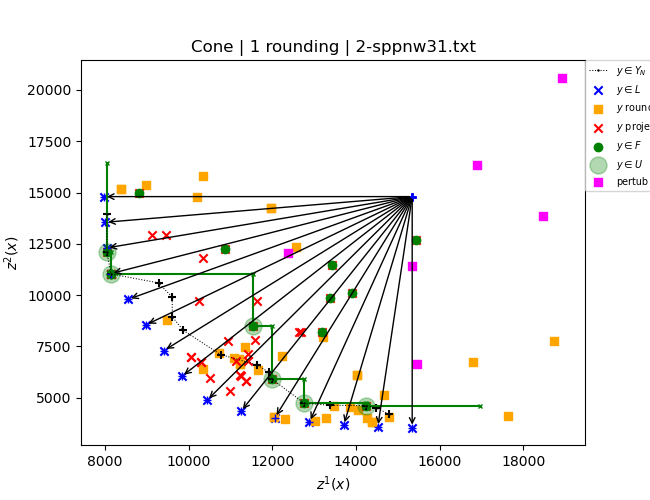 Cone | 1 rounding | 2-sppnw31.txt
20000
17500
15000
12500
10000
7500
5000
z²(x)
8000
10000
12000
14000
16000
18000
z¹(x)
y ∈ Y_N
y ∈ L
y roun
y proje
y ∈ F
y ∈ U
pertub